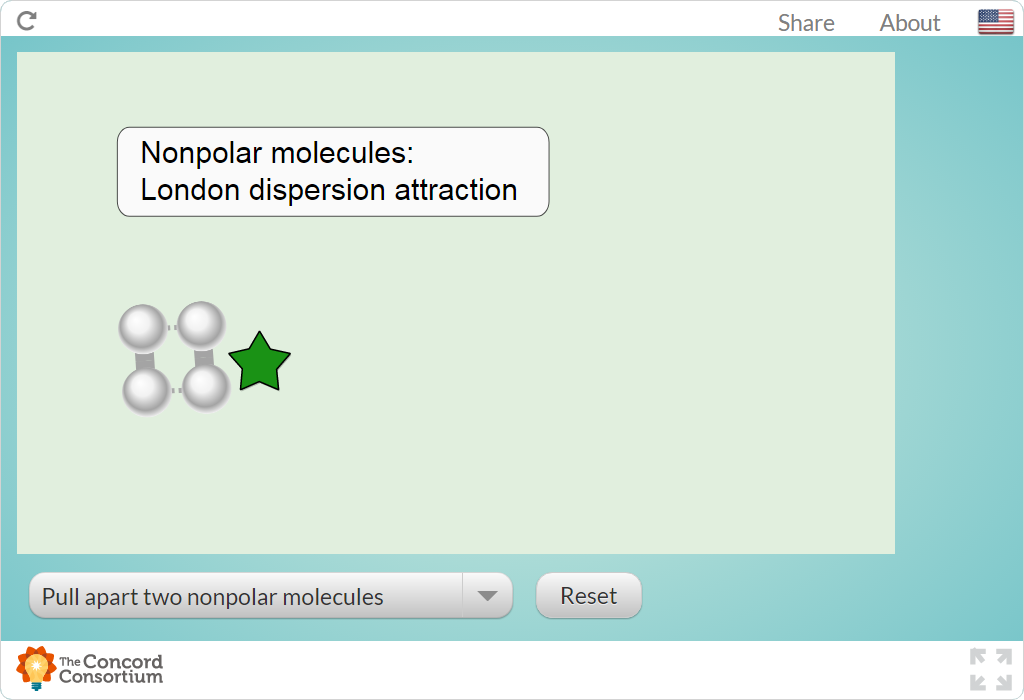 Share About
Nonpolar molecules:
London dispersion attraction
Pull apart two nonpolar molecules
Reset
The Concord
Consortium